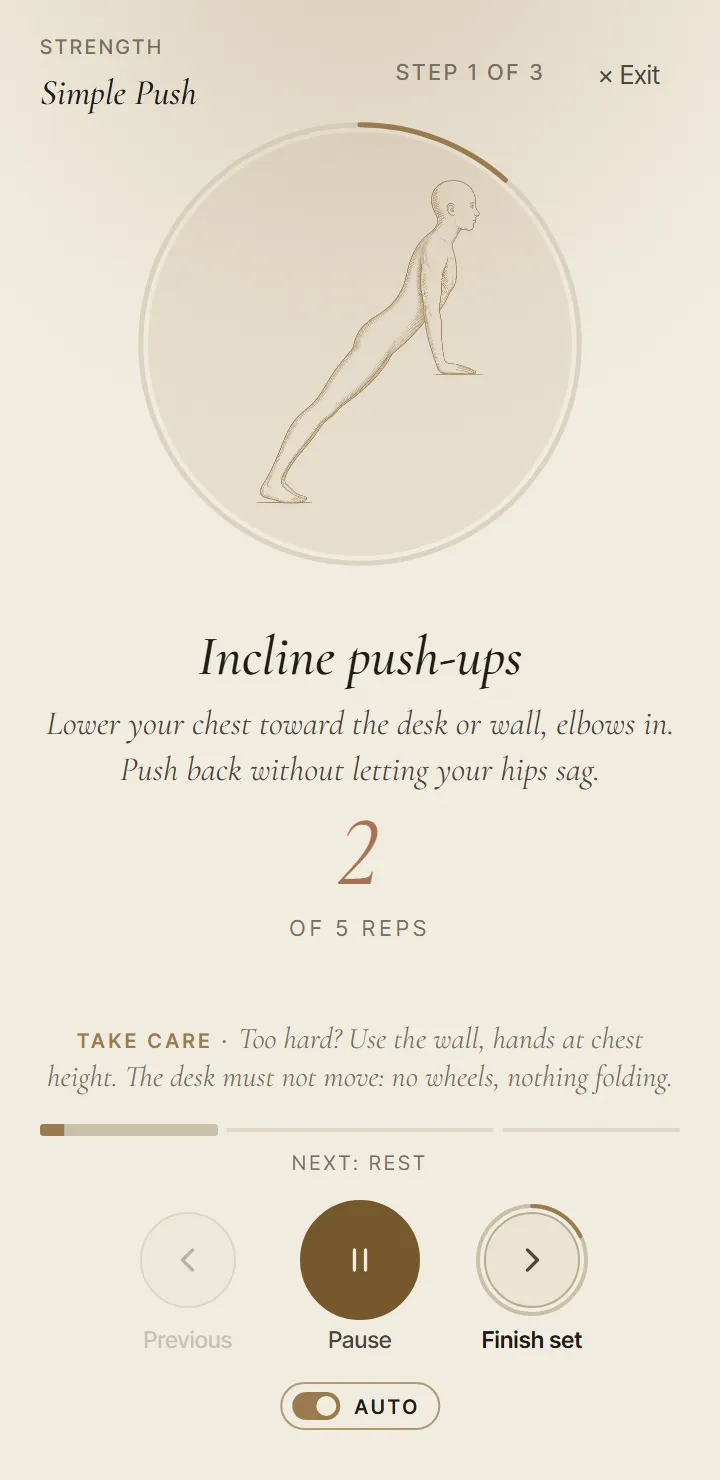 STRENGTH
Simple Push
STEP 1 OF 3
× Exit
Incline push-ups
Lower your chest toward the desk or wall, elbows in.
Push back without letting your hips sag.
2
OF 5 REPS
TAKE CARE · Too hard? Use the wall, hands at chest
height. The desk must not move: no wheels, nothing folding.
NEXT: REST
Previous
Pause
Finish set
AUTO